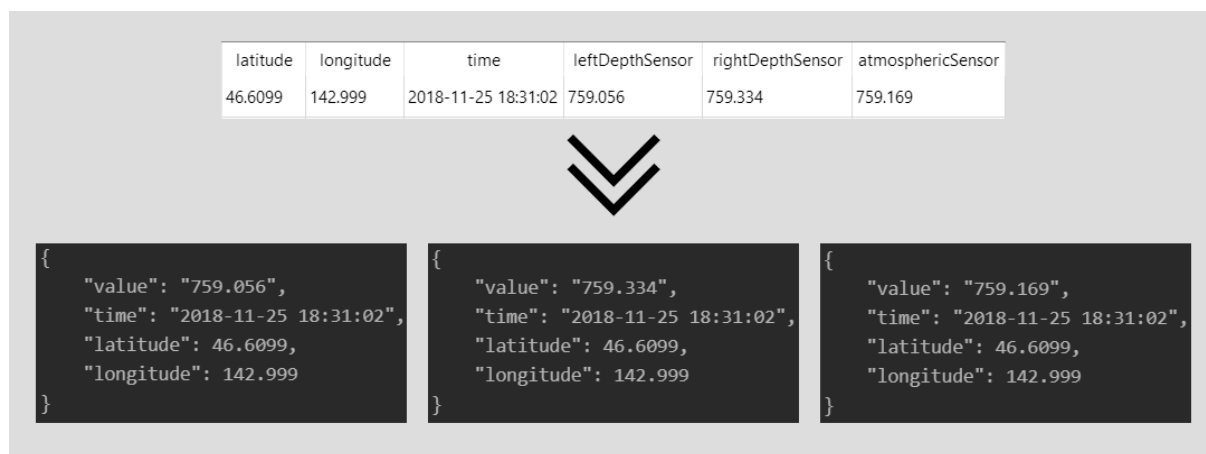 latitude longitude time leftDepthSensor rightDepthSensor atmosphericSensor
46.6099 142.999 2018-11-25 18:31:02 759.056 759.334 759.169
{
"value": "759.056",
"time": "2018-11-25 18:31:02",
"latitude": 46.6099,
"longitude": 142.999
}
{
"value": "759.334",
"time": "2018-11-25 18:31:02",
"latitude": 46.6099,
"longitude": 142.999
}
{
"value": "759.169",
"time": "2018-11-25 18:31:02",
"latitude": 46.6099,
"longitude": 142.999
}